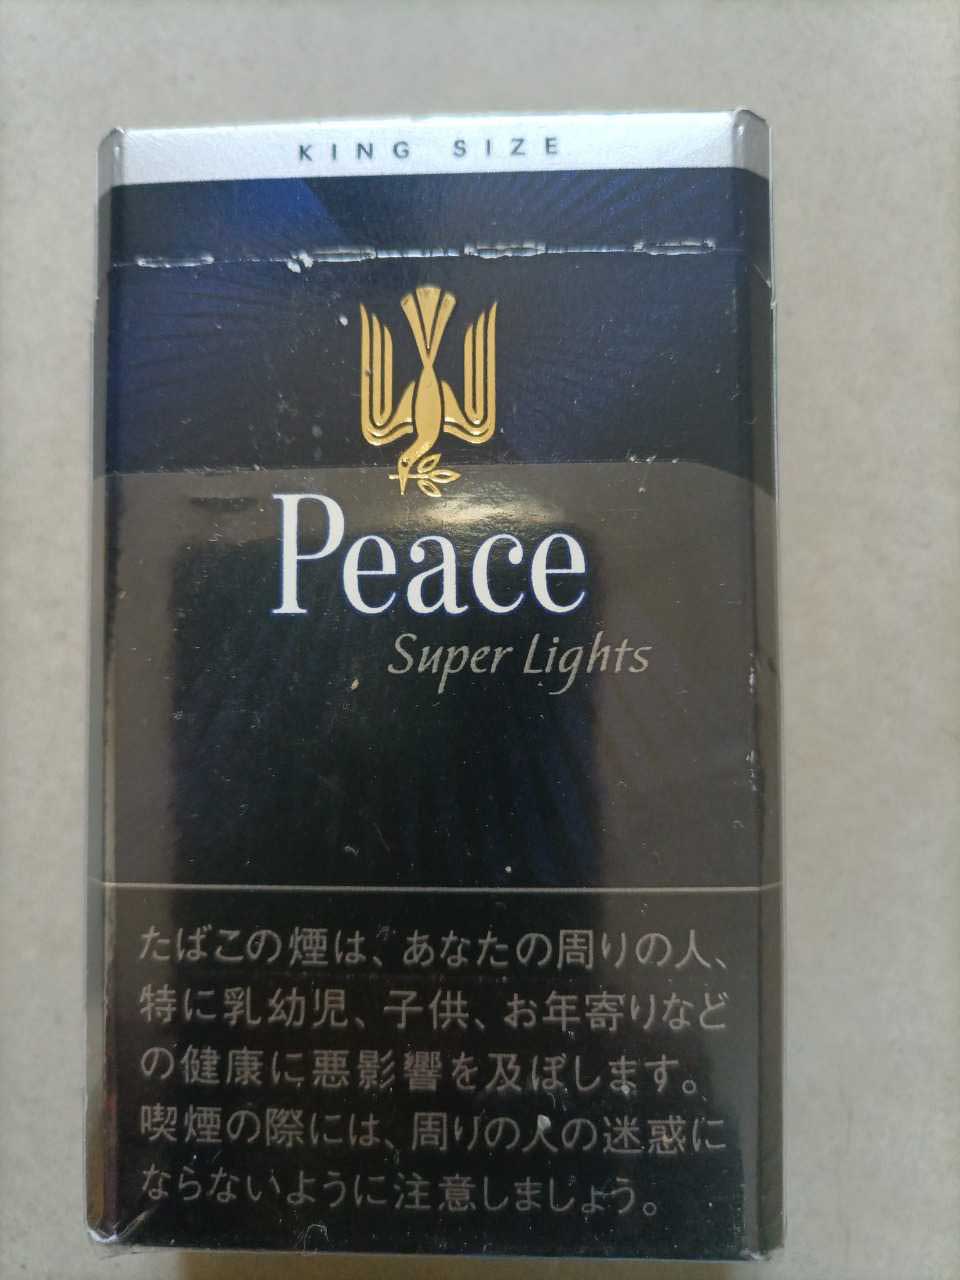 KING SIZE
Peace
Super Lights
たばこの煙は、あなたの周りの人、
特に乳幼児、子供、お年寄りなど
の健康に悪影響を及ぼします。
喫煙の際には、周りの人の迷惑に
ならないように注意しましょう。